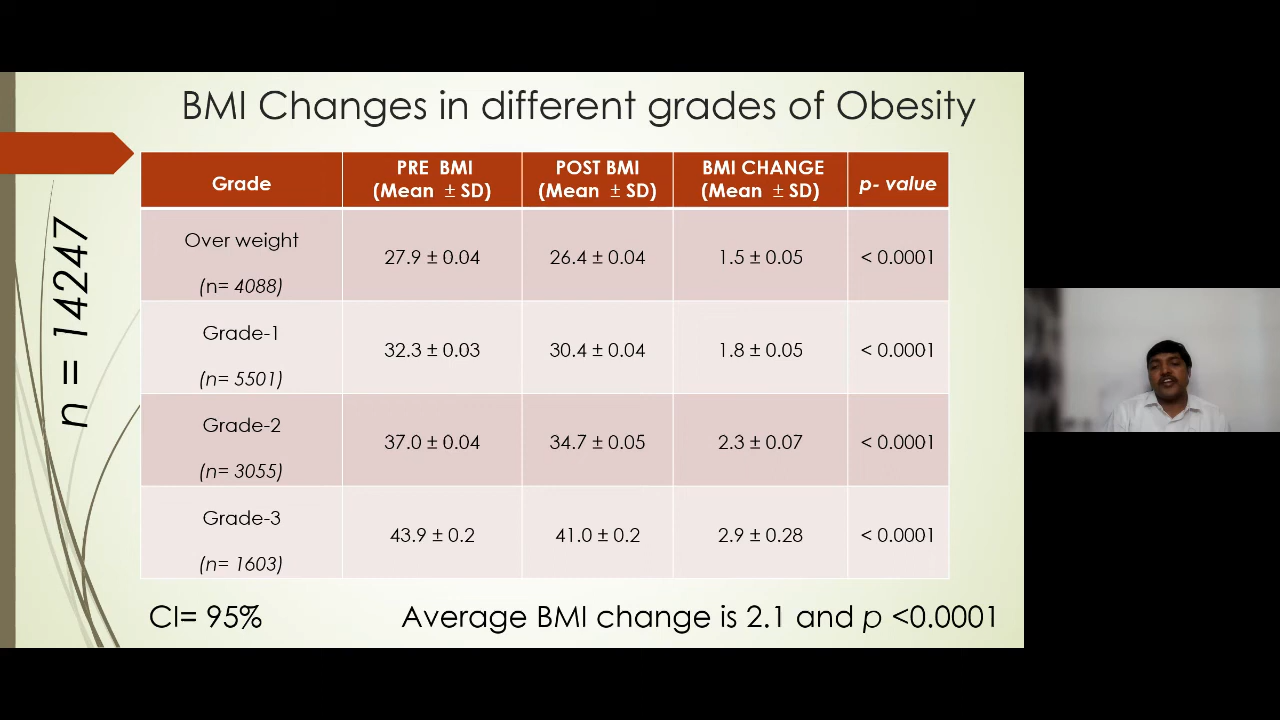 BMI Changes in different grades of Obesity
n = 14247
Grade
PRE BMI
(Mean ± SD)
POST BMI
(Mean ± SD)
BMI CHANGE
(Mean ± SD)
p- value
Over weight
(n= 4088)
27.9 ± 0.04
26.4 ± 0.04
1.5 ± 0.05
< 0.0001
Grade-1
(n= 5501)
32.3 ± 0.03
30.4 ± 0.04
1.8 ± 0.05
< 0.0001
Grade-2
(n= 3055)
37.0 ± 0.04
34.7 ± 0.05
2.3 ± 0.07
< 0.0001
Grade-3
(n= 1603)
43.9 ± 0.2
41.0 ± 0.2
2.9 ± 0.28
< 0.0001
CI= 95%
Average BMI change is 2.1 and p <0.0001